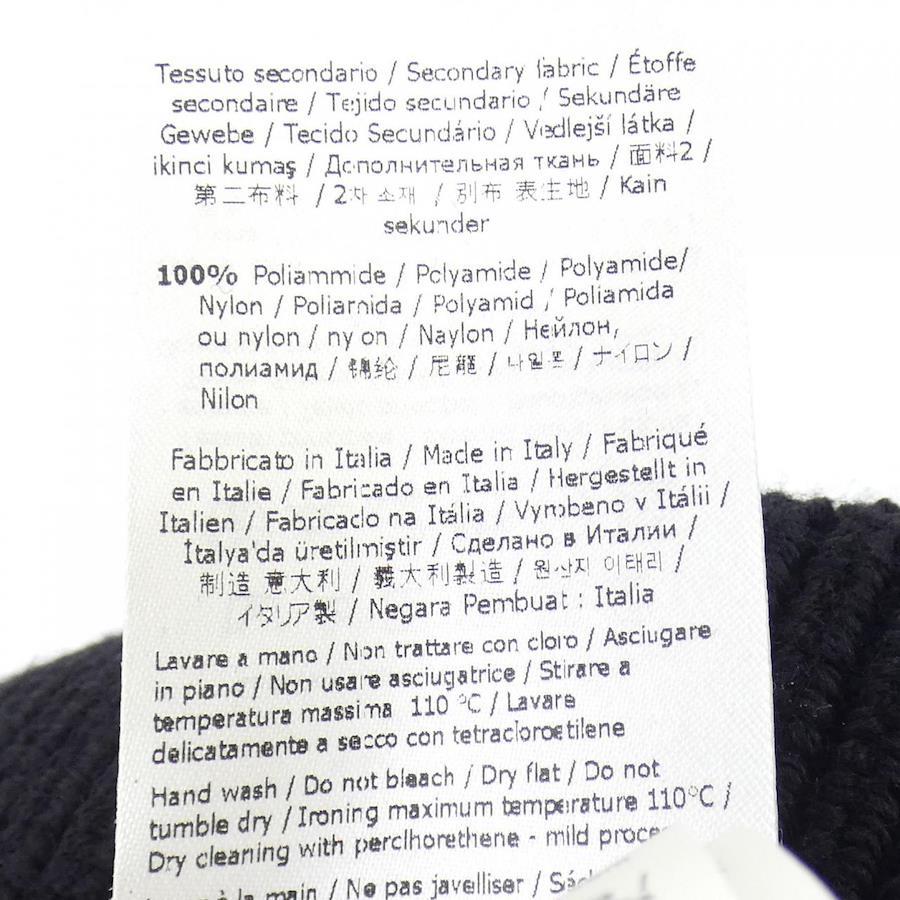 Tessuto secondario / Secondary fabric / Étoffe
secondaire / Tejido secundario / Sekundäre
Gewebe / Tecido Secundário / Vedlejší látka /
ikinci kumaş / Дополнительная ткань / 面料2 /
第二布料 / 2차 소재 / 別布 表生地 / Kain
sekunder
100% Poliammide / Polyamide / Polyamide/
Nylon / Poliamida / Polyamid / Poliamida
ou nylon / nylon / Naylon / Нейлон,
полиамид / 锦纶 / 尼龍 / 나일론 / ナイロン /
Nilon
Fabbricato in Italia / Made in Italy / Fabriqué
en Italie / Fabricado en Italia / Hergestellt in
Italien / Fabricado na Itália / Vyrobeno v Itálii /
İtalya'da üretilmiştir / Сделано в Италии /
制造 意大利 / 義大利製造 / 원산지 이태리 /
イタリア製 / Negara Pembuat : Italia
Lavare a mano / Non trattare con cloro / Asciugare
in piano / Non usare asciugatrice / Stirare a
temperatura massima 110 °C / Lavare
delicatamente a secco con tetracloroetilene
Hand wash / Do not bleach / Dry flat / Do not
tumble dry / Ironing maximum temperature 110°C /
Dry cleaning with perclhorethene - mild proce
à la main / Ne pas javelliser /